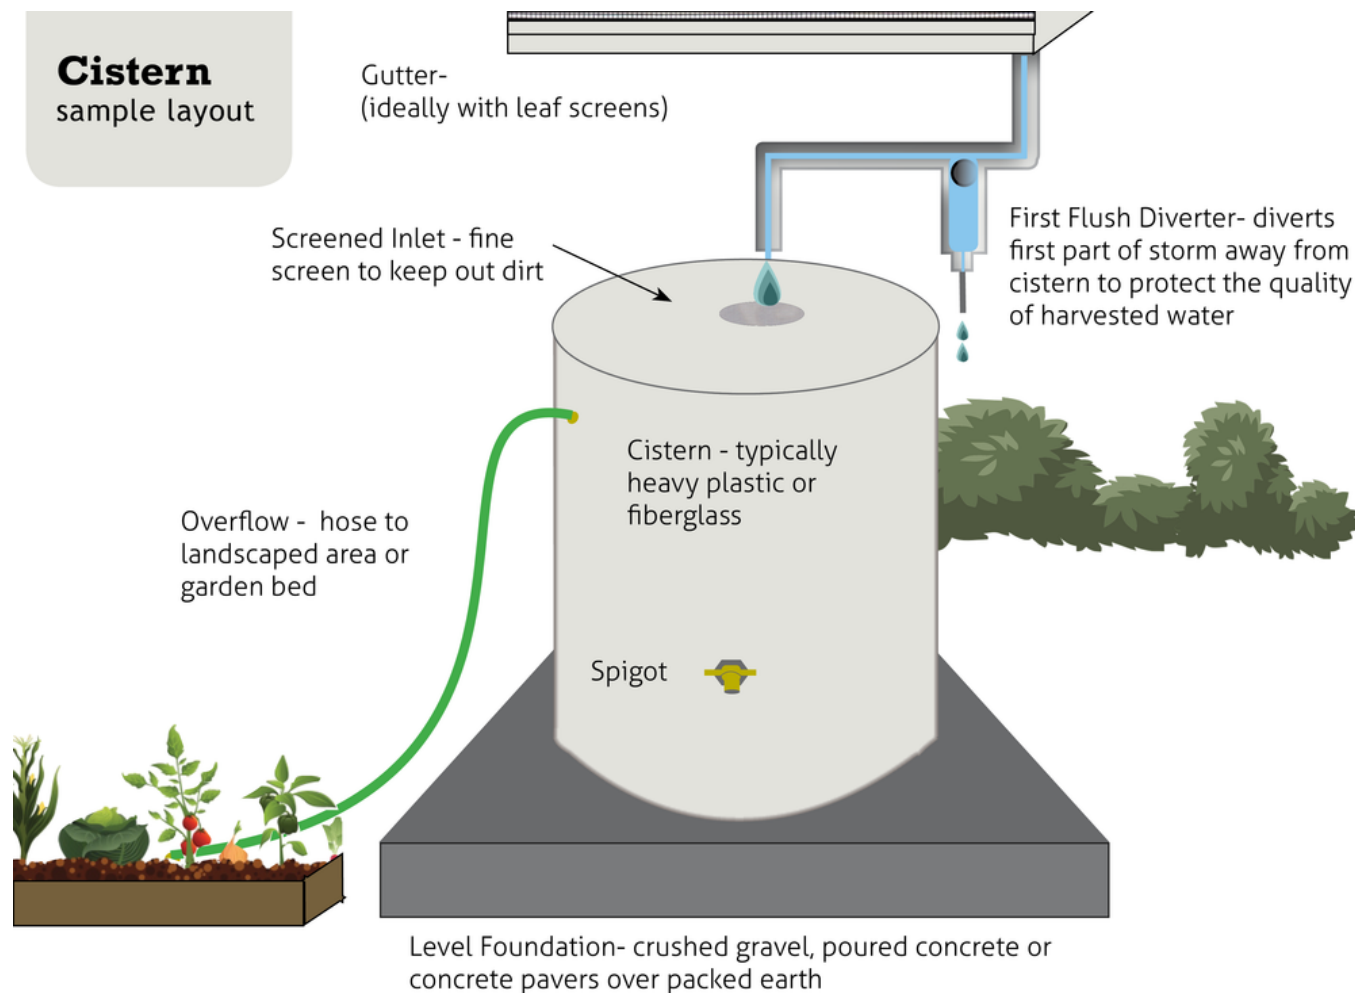 Cistern
sample layout
Gutter-
(ideally with leaf screens)
Screened Inlet - fine
screen to keep out dirt
First Flush Diverter- diverts
first part of storm away from
cistern to protect the quality
of harvested water
Cistern - typically
heavy plastic or
fiberglass
Overflow -  hose to
landscaped area or
garden bed
Spigot
Level Foundation- crushed gravel, poured concrete or
concrete pavers over packed earth